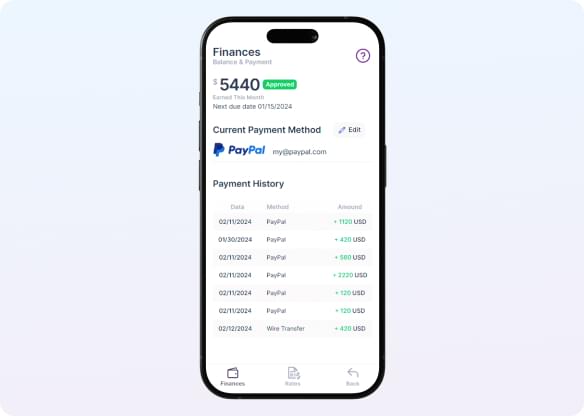 Finances
Balance & Payment
?
$ 5440 Approved
Earned This Month
Next due date 01/15/2024
Current Payment Method Edit
PayPal my@paypal.com
Payment History
Data Method Amound
02/11/2024 PayPal + 1120 USD
01/30/2024 PayPal + 420 USD
02/11/2024 PayPal + 560 USD
02/11/2024 PayPal + 2220 USD
02/11/2024 PayPal + 120 USD
02/11/2024 PayPal + 120 USD
02/12/2024 Wire Transfer + 420 USD
Finances Rates Back